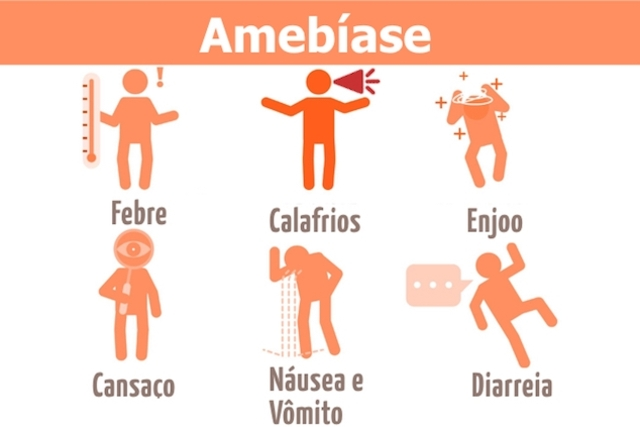 Amebíase
Febre
Calafrios
Enjoo
Cansaço
Náusea e
Vômito
Diarreia